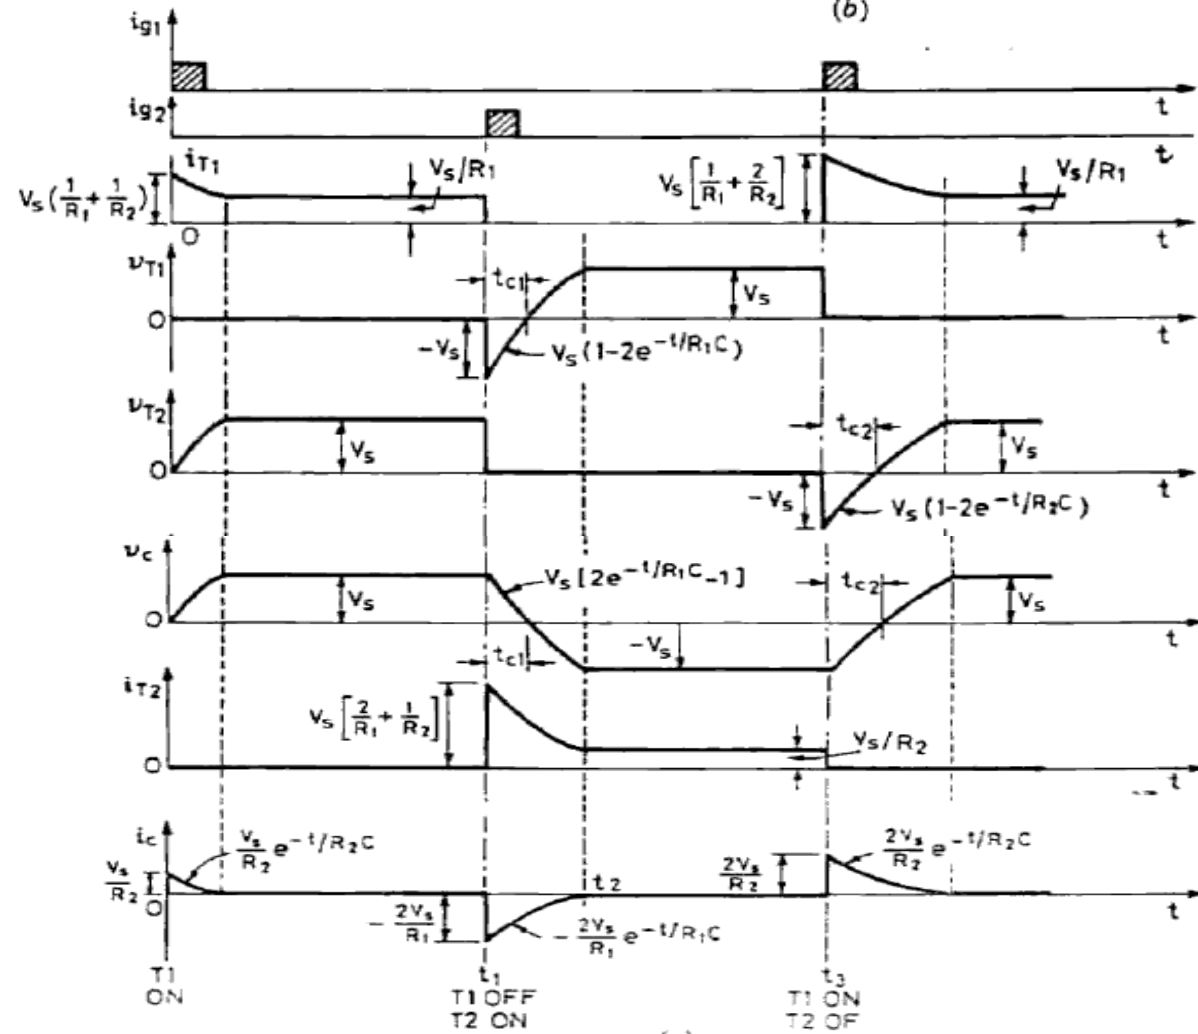 (b)
ig1
t
ig2
t
iT1
Vs(1/R1 + 1/R2)
Vs/R1
Vs[1/R1 + 2/R2]
Vs/R1
O
t
νT1
tc1
Vs
O
-Vs
Vs(1-2e^-t/R1C)
t
νT2
tc2
Vs
Vs
O
-Vs
Vs(1-2e^-t/R2C)
t
νc
Vs[2e^-t/R1C -1]
tc2
Vs
Vs
O
-Vs
tc1
t
iT2
Vs[2/R1 + 1/R2]
Vs/R2
O
t
ic
Vs/R2 e^-t/R2C
2Vs/R2 e^-t/R2C
Vs/R2
2Vs/R2
O
t2
t
-2Vs/R1
-2Vs/R1 e^-t/R1C
T1 t1 t3
ON T1 OFF T1 ON
T2 ON T2 OF